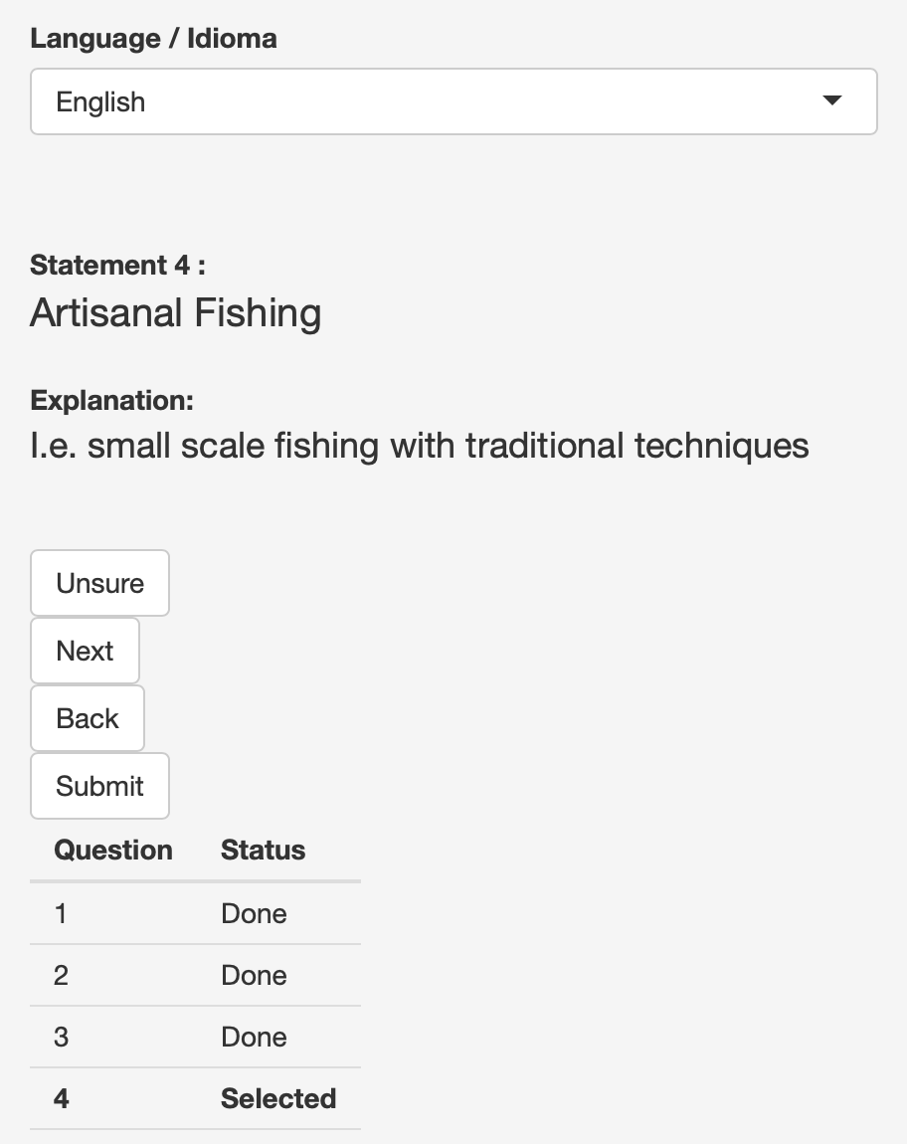 Language / Idioma
English
Statement 4 :
Artisanal Fishing
Explanation:
I.e. small scale fishing with traditional techniques
Unsure
Next
Back
Submit
Question Status
1 Done
2 Done
3 Done
4 Selected